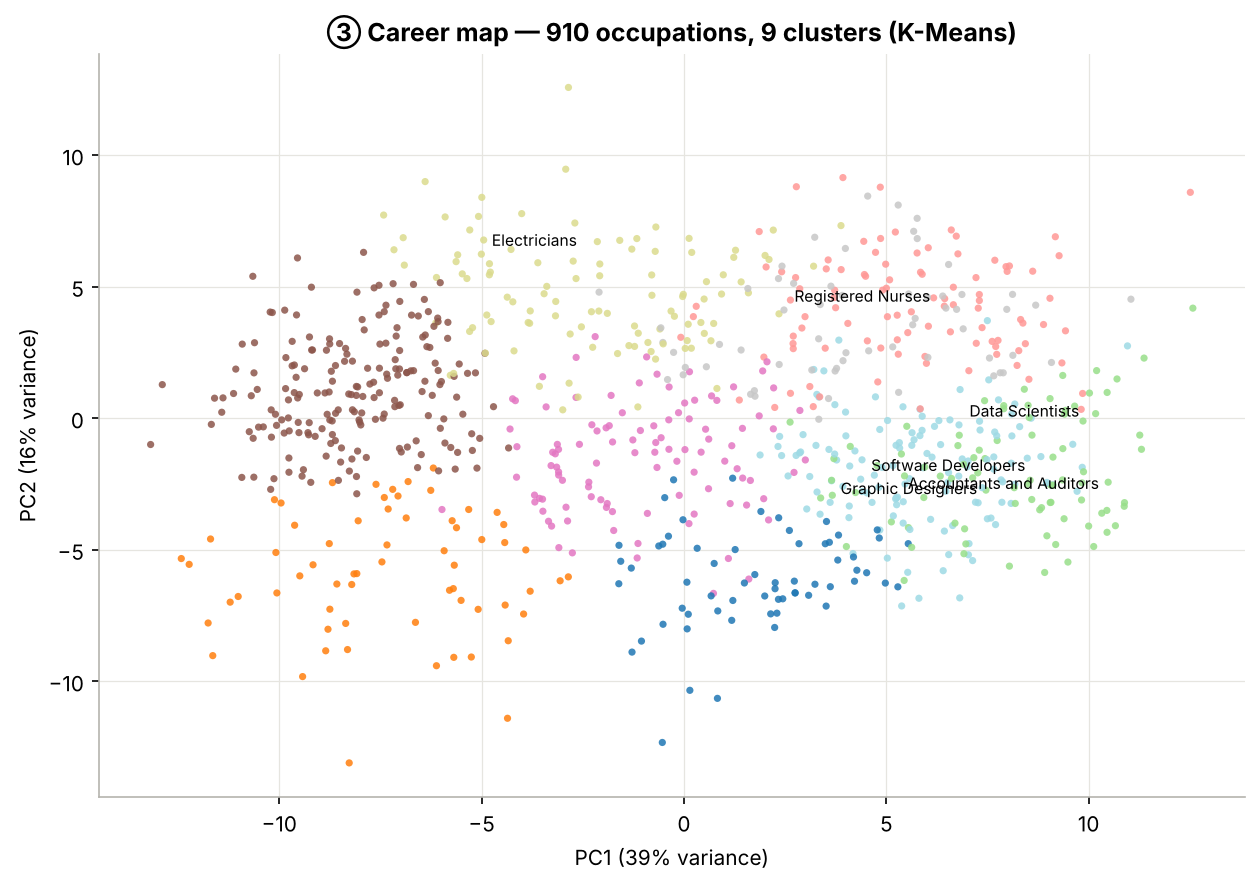 ③ Career map — 910 occupations, 9 clusters (K-Means)
PC2 (16% variance)
10
5
0
−5
−10
Electricians
Registered Nurses
Data Scientists
Software Developers
Accountants and Auditors
Graphic Designers
−10
−5
0
5
10
PC1 (39% variance)